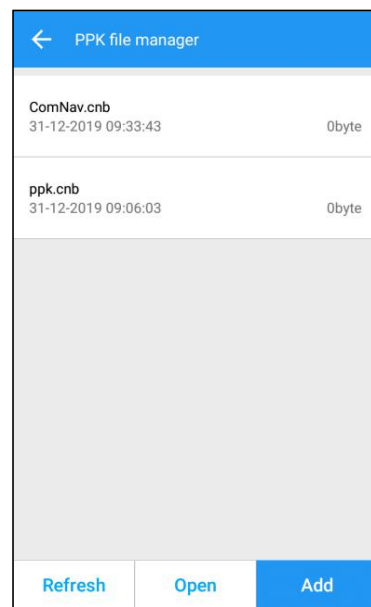 PPK file manager
ComNav.cnb
31-12-2019 09:33:43 0byte
ppk.cnb
31-12-2019 09:06:03 0byte
Refresh Open Add